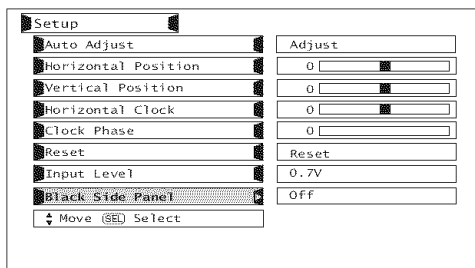 Setup
Auto Adjust Adjust
Horizontal Position 0
Vertical Position 0
Horizontal Clock 0
Clock Phase 0
Reset Reset
Input Level 0.7V
Black Side Panel Off
Move SEL Select